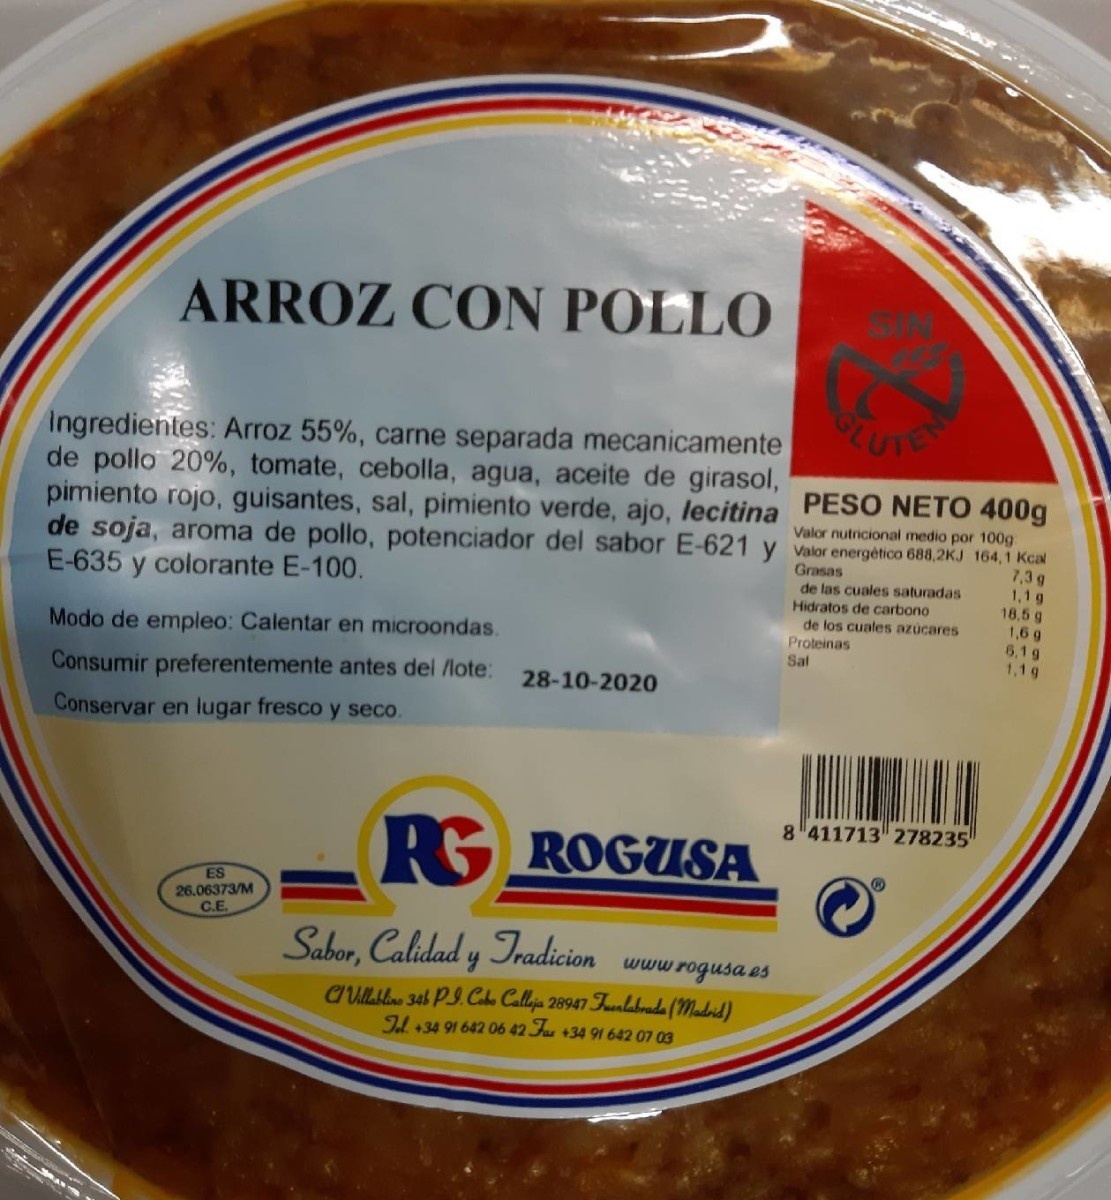 ARROZ CON POLLO
SIN
GLUTEN
Ingredientes: Arroz 55%, carne separada mecanicamente
de pollo 20%, tomate, cebolla, agua, aceite de girasol,
pimiento rojo, guisantes, sal, pimiento verde, ajo, lecitina
de soja, aroma de pollo, potenciador del sabor E-621 y
E-635 y colorante E-100.
Modo de empleo: Calentar en microondas.
Consumir preferentemente antes del /lote: 28-10-2020
Conservar en lugar fresco y seco.
PESO NETO 400g
Valor nutricional medio por 100g
Valor energético 688,2KJ 164,1 Kcal
Grasas 7,3 g
de las cuales saturadas 1,1 g
Hidratos de carbono 18,5 g
de los cuales azúcares 1,6 g
Proteinas 6,1 g
Sal 1,1 g
8 411713 278235
RG ROGUSA
®
ES
26.06373/M
C.E.
Sabor, Calidad y Tradicion www.rogusa.es
C/ Villablino 34b P.I. Cobo Calleja 28947 Fuenlabrada (Madrid)
Tel. +34 91 642 06 42 Fax +34 91 642 07 03